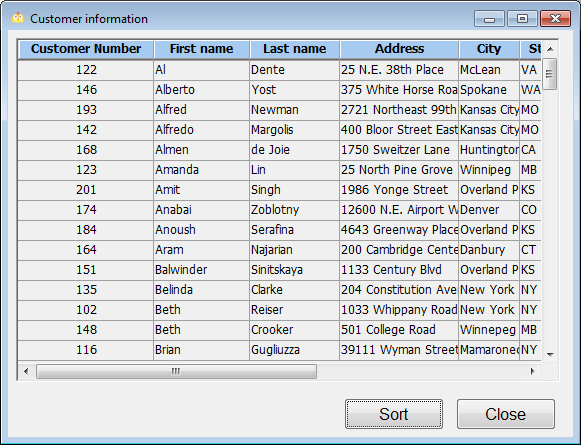 Customer information
Customer Number First name Last name Address City St
122 Al Dente 25 N.E. 38th Place McLean VA
146 Alberto Yost 375 White Horse Roa Spokane WA
193 Alfred Newman 2721 Northeast 99th Kansas City MO
142 Alfredo Margolis 400 Bloor Street East Kansas City MO
168 Almen de Joie 1750 Sweitzer Lane Huntington CA
123 Amanda Lin 25 North Pine Grove Winnipeg MB
201 Amit Singh 1986 Yonge Street Overland P KS
174 Anabai Zoblotny 12600 N.E. Airport W Denver CO
184 Anoush Serafina 4643 Greenway Place Overland P KS
164 Aram Najarian 200 Cambridge Cente Danbury CT
151 Balwinder Sinitskaya 1133 Century Blvd Overland P KS
135 Belinda Clarke 204 Constitution Ave New York NY
102 Beth Reiser 1033 Whippany Road New York NY
148 Beth Crooker 501 College Road Winnepeg MB
116 Brian Gugliuzza 39111 Wyman Street Mamaronec NY
Sort Close